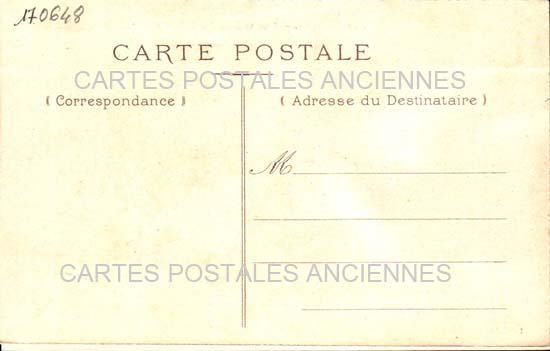 170648
CARTE POSTALE
CARTES POSTALES ANCIENNES
( Correspondance )
( Adresse du Destinataire )
M
CARTES POSTALES ANCIENNES